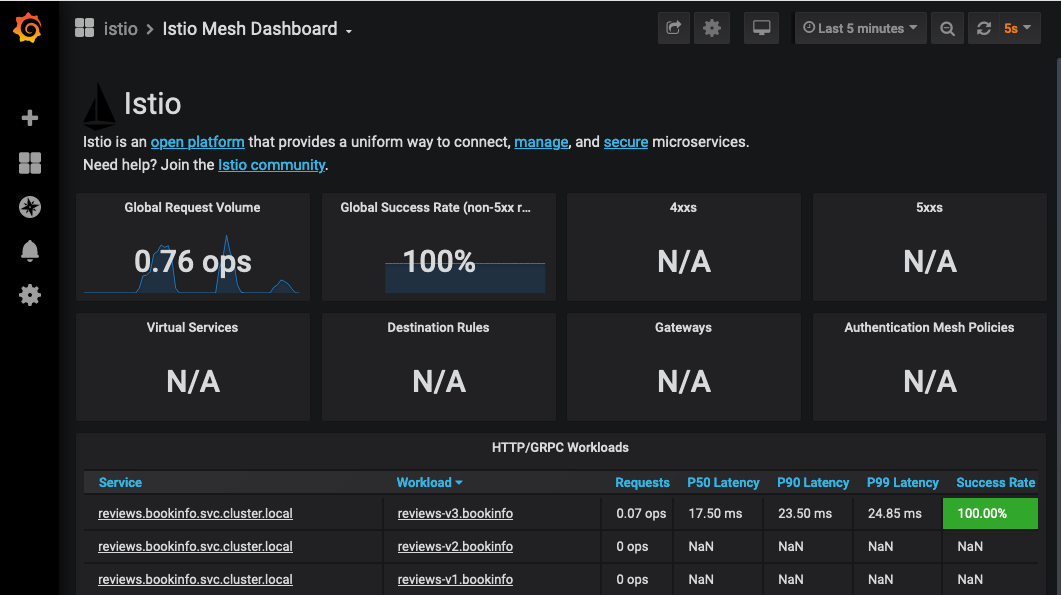 istio > Istio Mesh Dashboard
Last 5 minutes
5s
Istio
Istio is an open platform that provides a uniform way to connect, manage, and secure microservices.
Need help? Join the Istio community.
Global Request Volume
0.76 ops
Global Success Rate (non-5xx r...
100%
4xxs
N/A
5xxs
N/A
Virtual Services
N/A
Destination Rules
N/A
Gateways
N/A
Authentication Mesh Policies
N/A
HTTP/GRPC Workloads
Service Workload Requests P50 Latency P90 Latency P99 Latency Success Rate
reviews.bookinfo.svc.cluster.local reviews-v3.bookinfo 0.07 ops 17.50 ms 23.50 ms 24.85 ms 100.00%
reviews.bookinfo.svc.cluster.local reviews-v2.bookinfo 0 ops NaN NaN NaN NaN
reviews.bookinfo.svc.cluster.local reviews-v1.bookinfo 0 ops NaN NaN NaN NaN